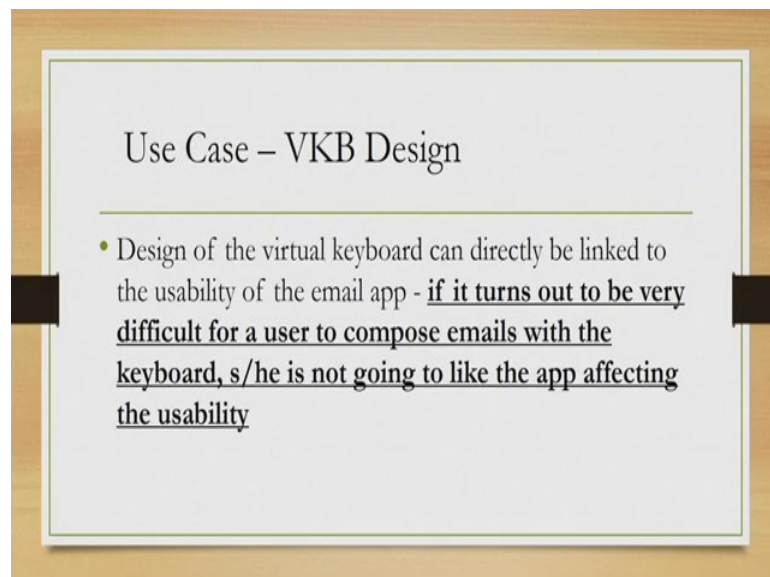 Use Case – VKB Design
• Design of the virtual keyboard can directly be linked to
the usability of the email app - if it turns out to be very
difficult for a user to compose emails with the
keyboard, s/he is not going to like the app affecting
the usability